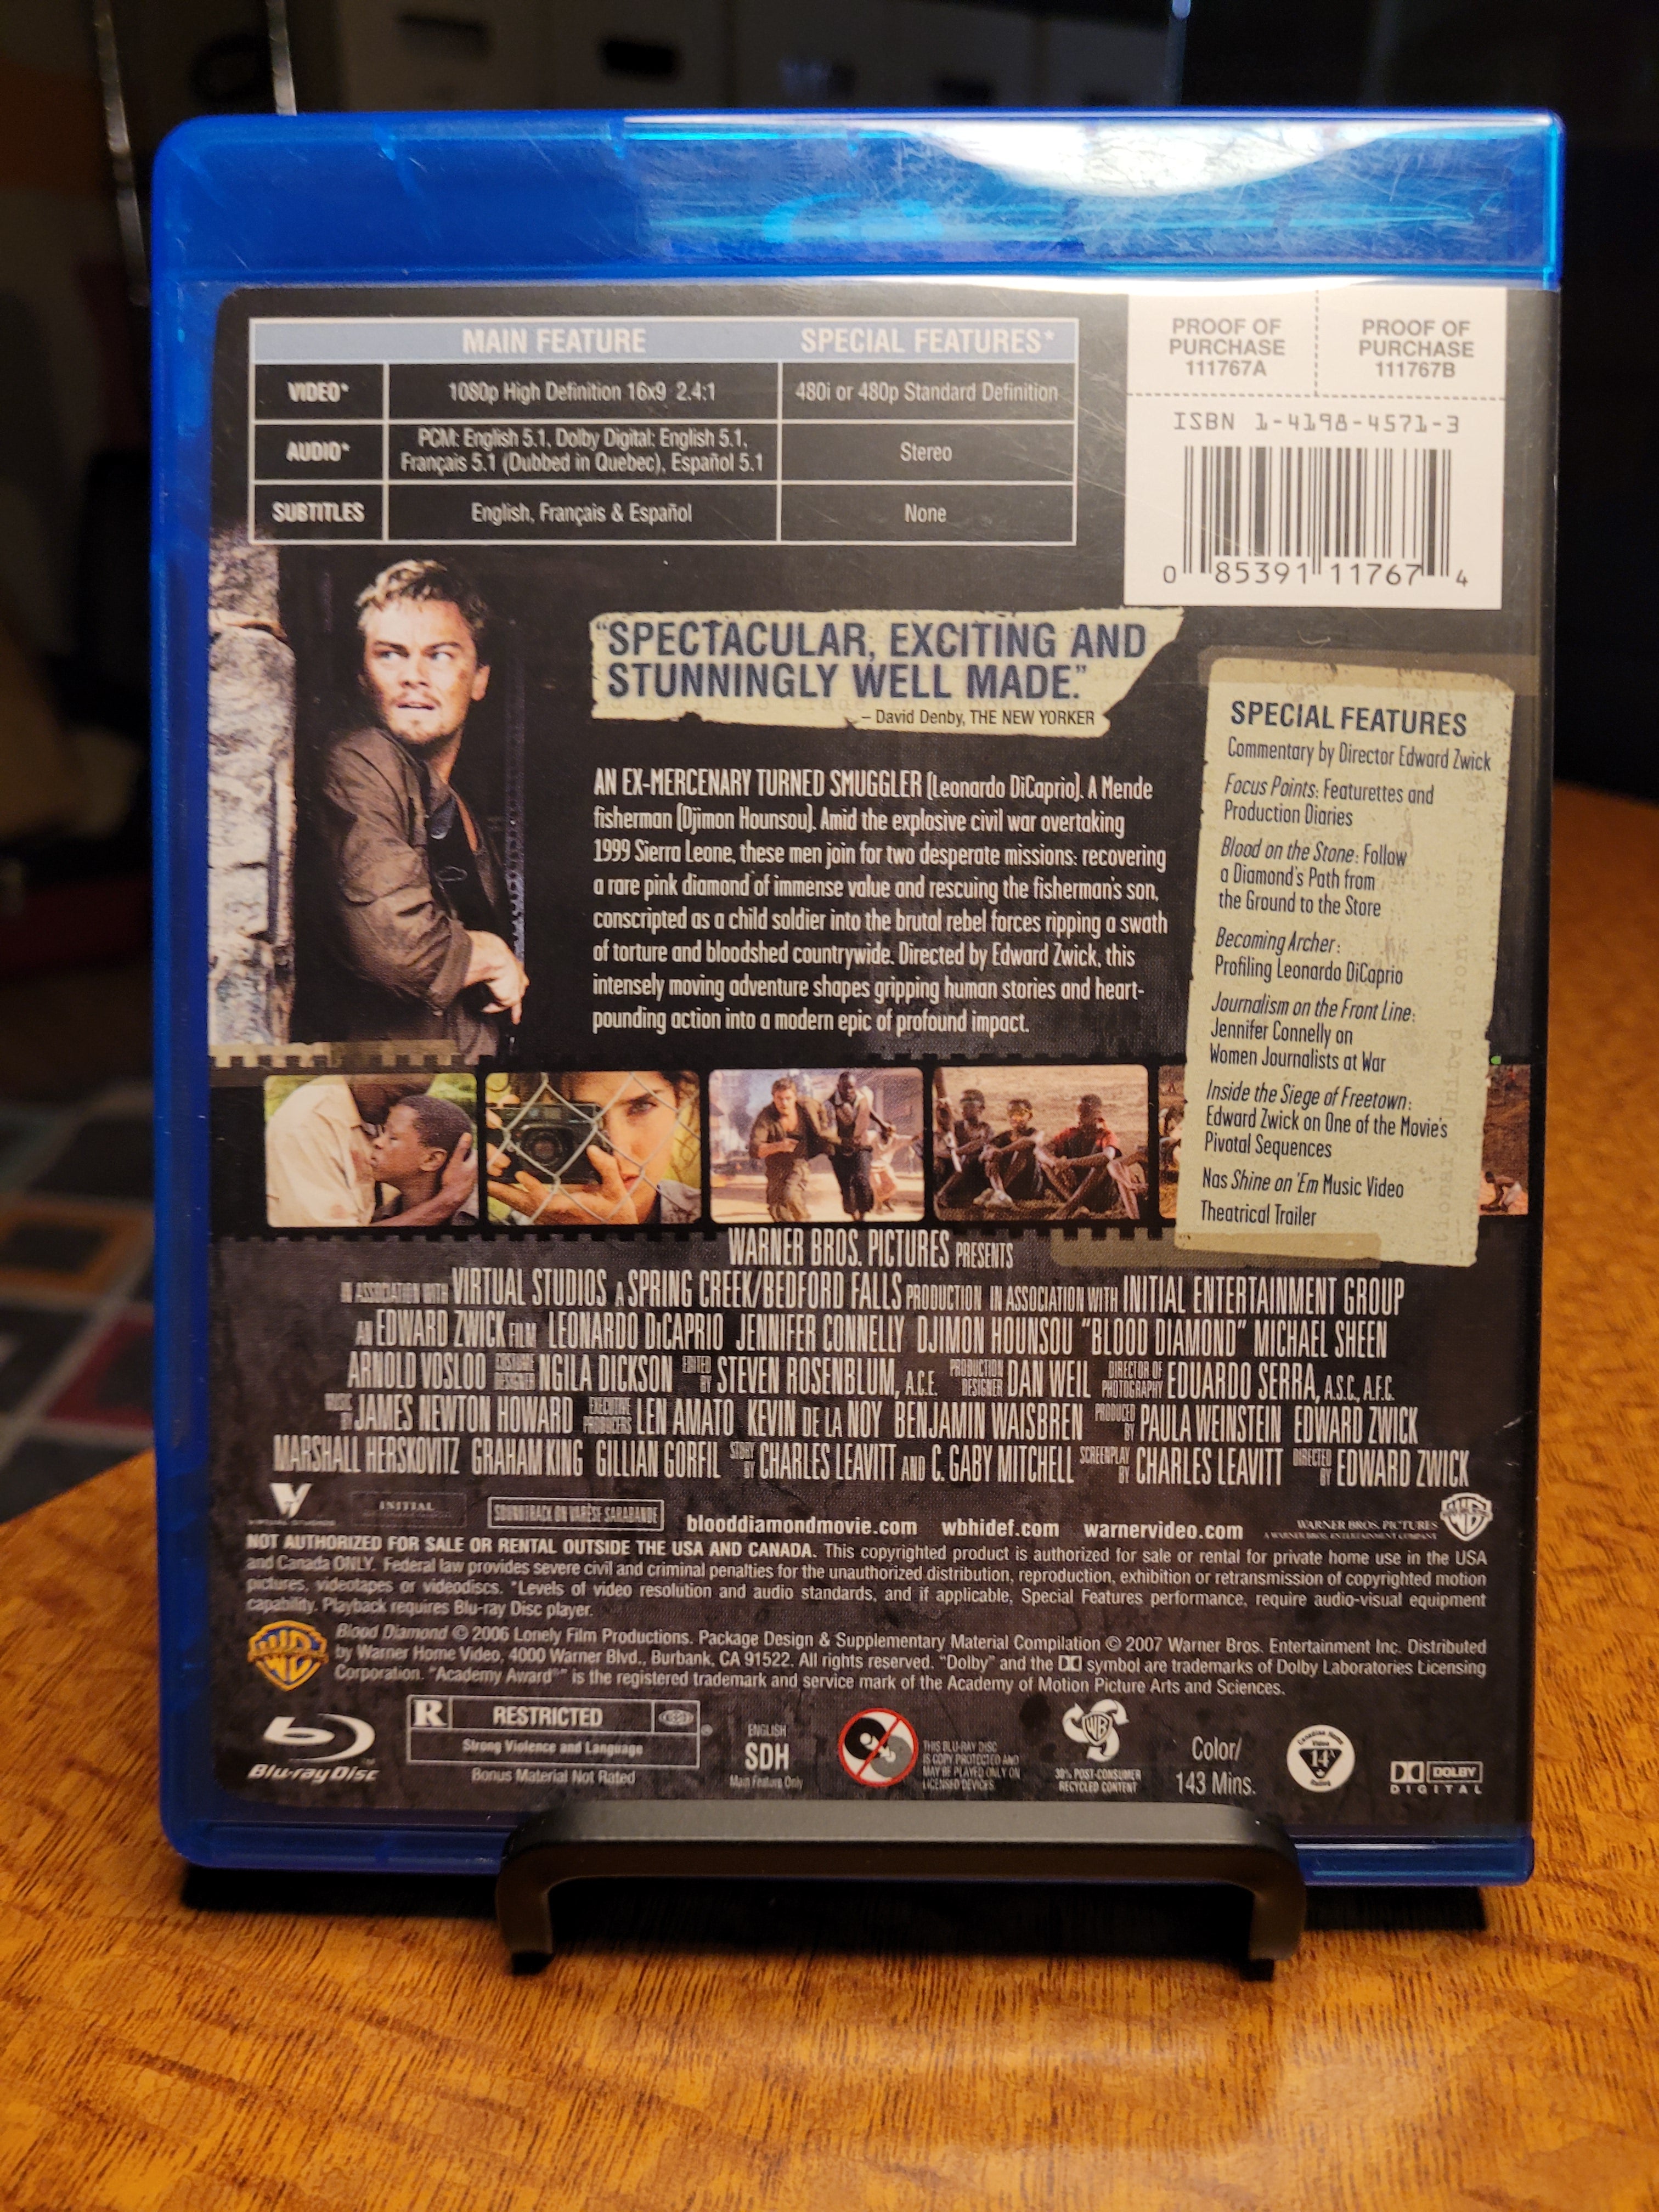 MAIN FEATURE SPECIAL FEATURES*
VIDEO* 1080p High Definition 16x9 2.4:1 480i or 480p Standard Definition
AUDIO* PCM: English 5.1, Dolby Digital: English 5.1,
Français 5.1 (Dubbed in Quebec), Español 5.1 Stereo
SUBTITLES English, Français & Español None
PROOF OF
PURCHASE
111767A
PROOF OF
PURCHASE
111767B
ISBN 1-4198-4571-3
0 85391 11767 4
"SPECTACULAR, EXCITING AND
STUNNINGLY WELL MADE."
– David Denby, THE NEW YORKER
AN EX-MERCENARY TURNED SMUGGLER (Leonardo DiCaprio). A Mende
fisherman (Djimon Hounsou). Amid the explosive civil war overtaking
1999 Sierra Leone, these men join for two desperate missions: recovering
a rare pink diamond of immense value and rescuing the fisherman's son,
conscripted as a child soldier into the brutal rebel forces ripping a swath
of torture and bloodshed countrywide. Directed by Edward Zwick, this
intensely moving adventure shapes gripping human stories and heart-
pounding action into a modern epic of profound impact.
SPECIAL FEATURES
Commentary by Director Edward Zwick
Focus Points: Featurettes and
Production Diaries
Blood on the Stone: Follow
a Diamond's Path from
the Ground to the Store
Becoming Archer:
Profiling Leonardo DiCaprio
Journalism on the Front Line:
Jennifer Connelly on
Women Journalists at War
Inside the Siege of Freetown:
Edward Zwick on One of the Movie's
Pivotal Sequences
Nas Shine on 'Em Music Video
Theatrical Trailer
WARNER BROS. PICTURES PRESENTS
IN ASSOCIATION WITH VIRTUAL STUDIOS A SPRING CREEK/BEDFORD FALLS PRODUCTION IN ASSOCIATION WITH INITIAL ENTERTAINMENT GROUP
AN EDWARD ZWICK FILM LEONARDO DiCAPRIO JENNIFER CONNELLY DJIMON HOUNSOU "BLOOD DIAMOND" MICHAEL SHEEN
ARNOLD VOSLOO COSTUME DESIGNER NGILA DICKSON EDITED BY STEVEN ROSENBLUM, A.C.E. PRODUCTION DESIGNER DAN WEIL DIRECTOR OF PHOTOGRAPHY EDUARDO SERRA, A.S.C., A.F.C.
MUSIC BY JAMES NEWTON HOWARD EXECUTIVE PRODUCERS LEN AMATO KEVIN DE LA NOY BENJAMIN WAISBREN PRODUCED BY PAULA WEINSTEIN EDWARD ZWICK
MARSHALL HERSKOVITZ GRAHAM KING GILLIAN GORFIL STORY BY CHARLES LEAVITT AND C. GABY MITCHELL SCREENPLAY BY CHARLES LEAVITT DIRECTED BY EDWARD ZWICK
INITIAL SOUNDTRACK ON VARÈSE SARABANDE blooddiamondmovie.com wbhidef.com warnervideo.com WARNER BROS. PICTURES
A WARNER BROS. ENTERTAINMENT COMPANY
NOT AUTHORIZED FOR SALE OR RENTAL OUTSIDE THE USA AND CANADA. This copyrighted product is authorized for sale or rental for private home use in the USA
and Canada ONLY. Federal law provides severe civil and criminal penalties for the unauthorized distribution, reproduction, exhibition or retransmission of copyrighted motion
pictures, videotapes or videodiscs. *Levels of video resolution and audio standards, and if applicable, Special Features performance, require audio-visual equipment
capability. Playback requires Blu-ray Disc player.
Blood Diamond © 2006 Lonely Film Productions. Package Design & Supplementary Material Compilation © 2007 Warner Bros. Entertainment Inc. Distributed
by Warner Home Video, 4000 Warner Blvd., Burbank, CA 91522. All rights reserved. "Dolby" and the DD symbol are trademarks of Dolby Laboratories Licensing
Corporation. "Academy Award®" is the registered trademark and service mark of the Academy of Motion Picture Arts and Sciences.
Blu-ray Disc
R RESTRICTED
Strong Violence and Language
Bonus Material Not Rated
ENGLISH
SDH
Main Feature Only
THIS BLU-RAY DISC
IS COPY PROTECTED AND
MAY BE PLAYED ONLY ON
LICENSED DEVICES.
WB
30% POST-CONSUMER
RECYCLED CONTENT
Color/
143 Mins.
Canadian Home
Video
14A
Rating
DOLBY
DIGITAL